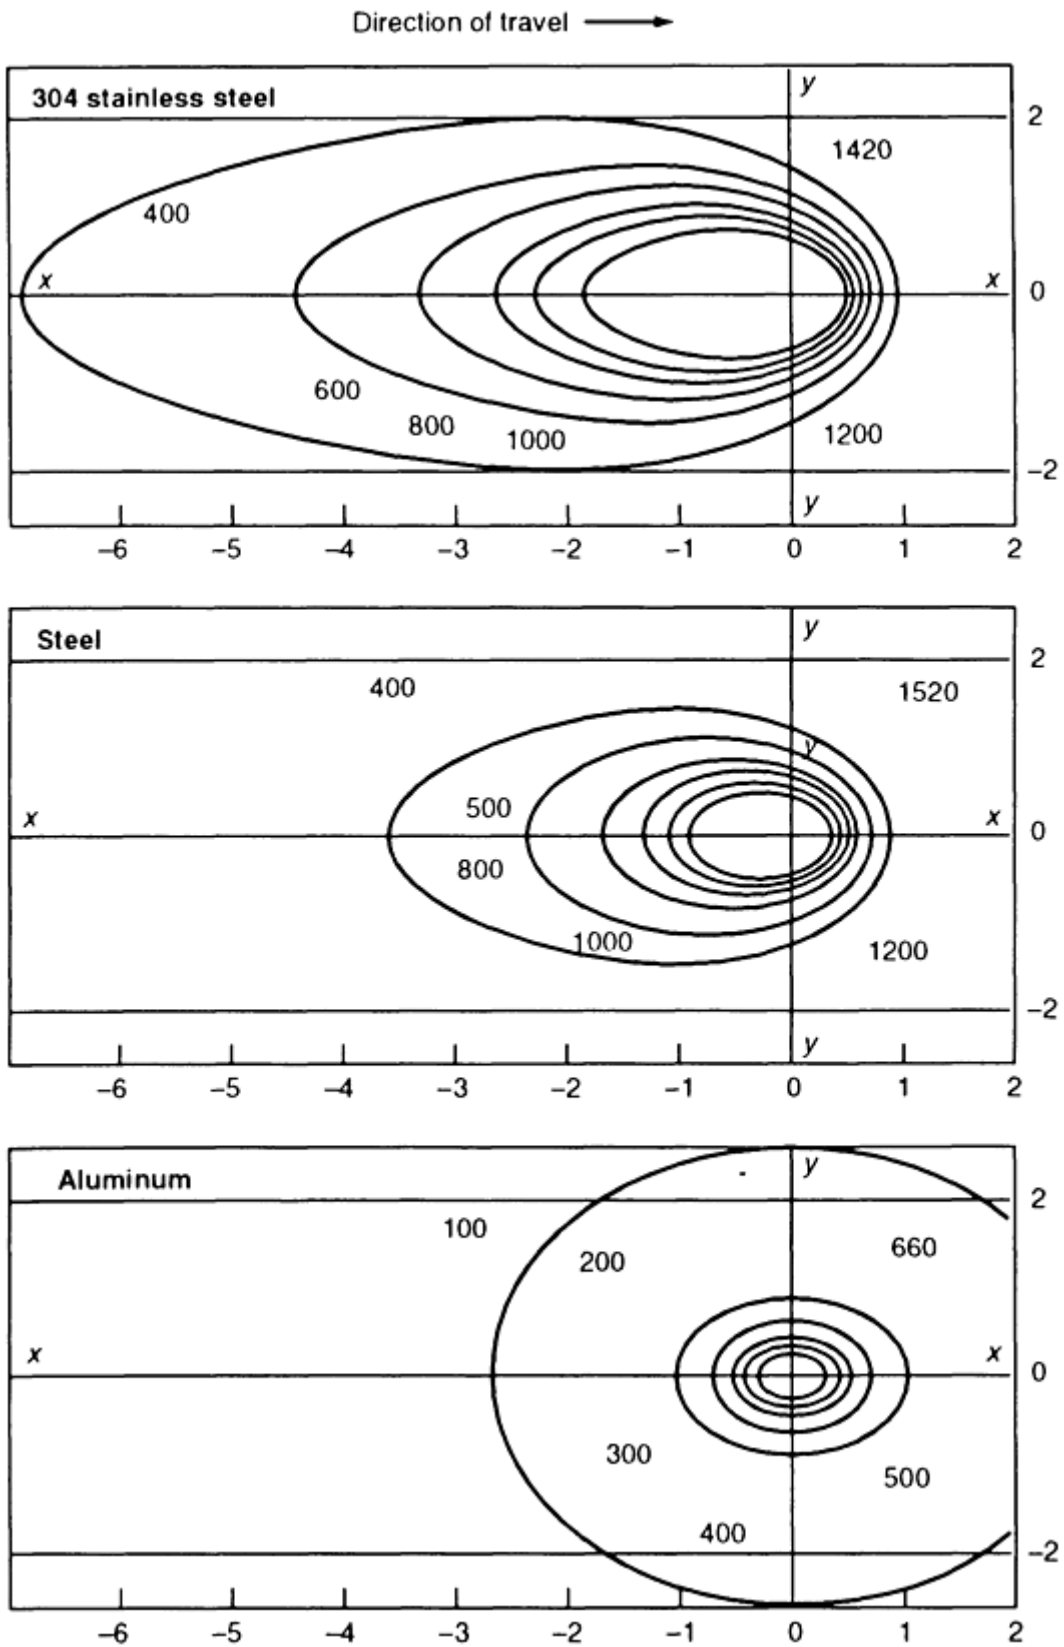 Direction of travel
304 stainless steel
y
2
1420
400
x
x
0
600
800
1000
1200
y
-2
-6 -5 -4 -3 -2 -1 0 1 2
Steel
y
2
400
1520
y
500
x
x
0
800
1000
1200
-2
y
-6 -5 -4 -3 -2 -1 0 1 2
Aluminum
y
2
100
200
660
x
x
0
300
500
400
-2
-6 -5 -4 -3 -2 -1 0 1 2